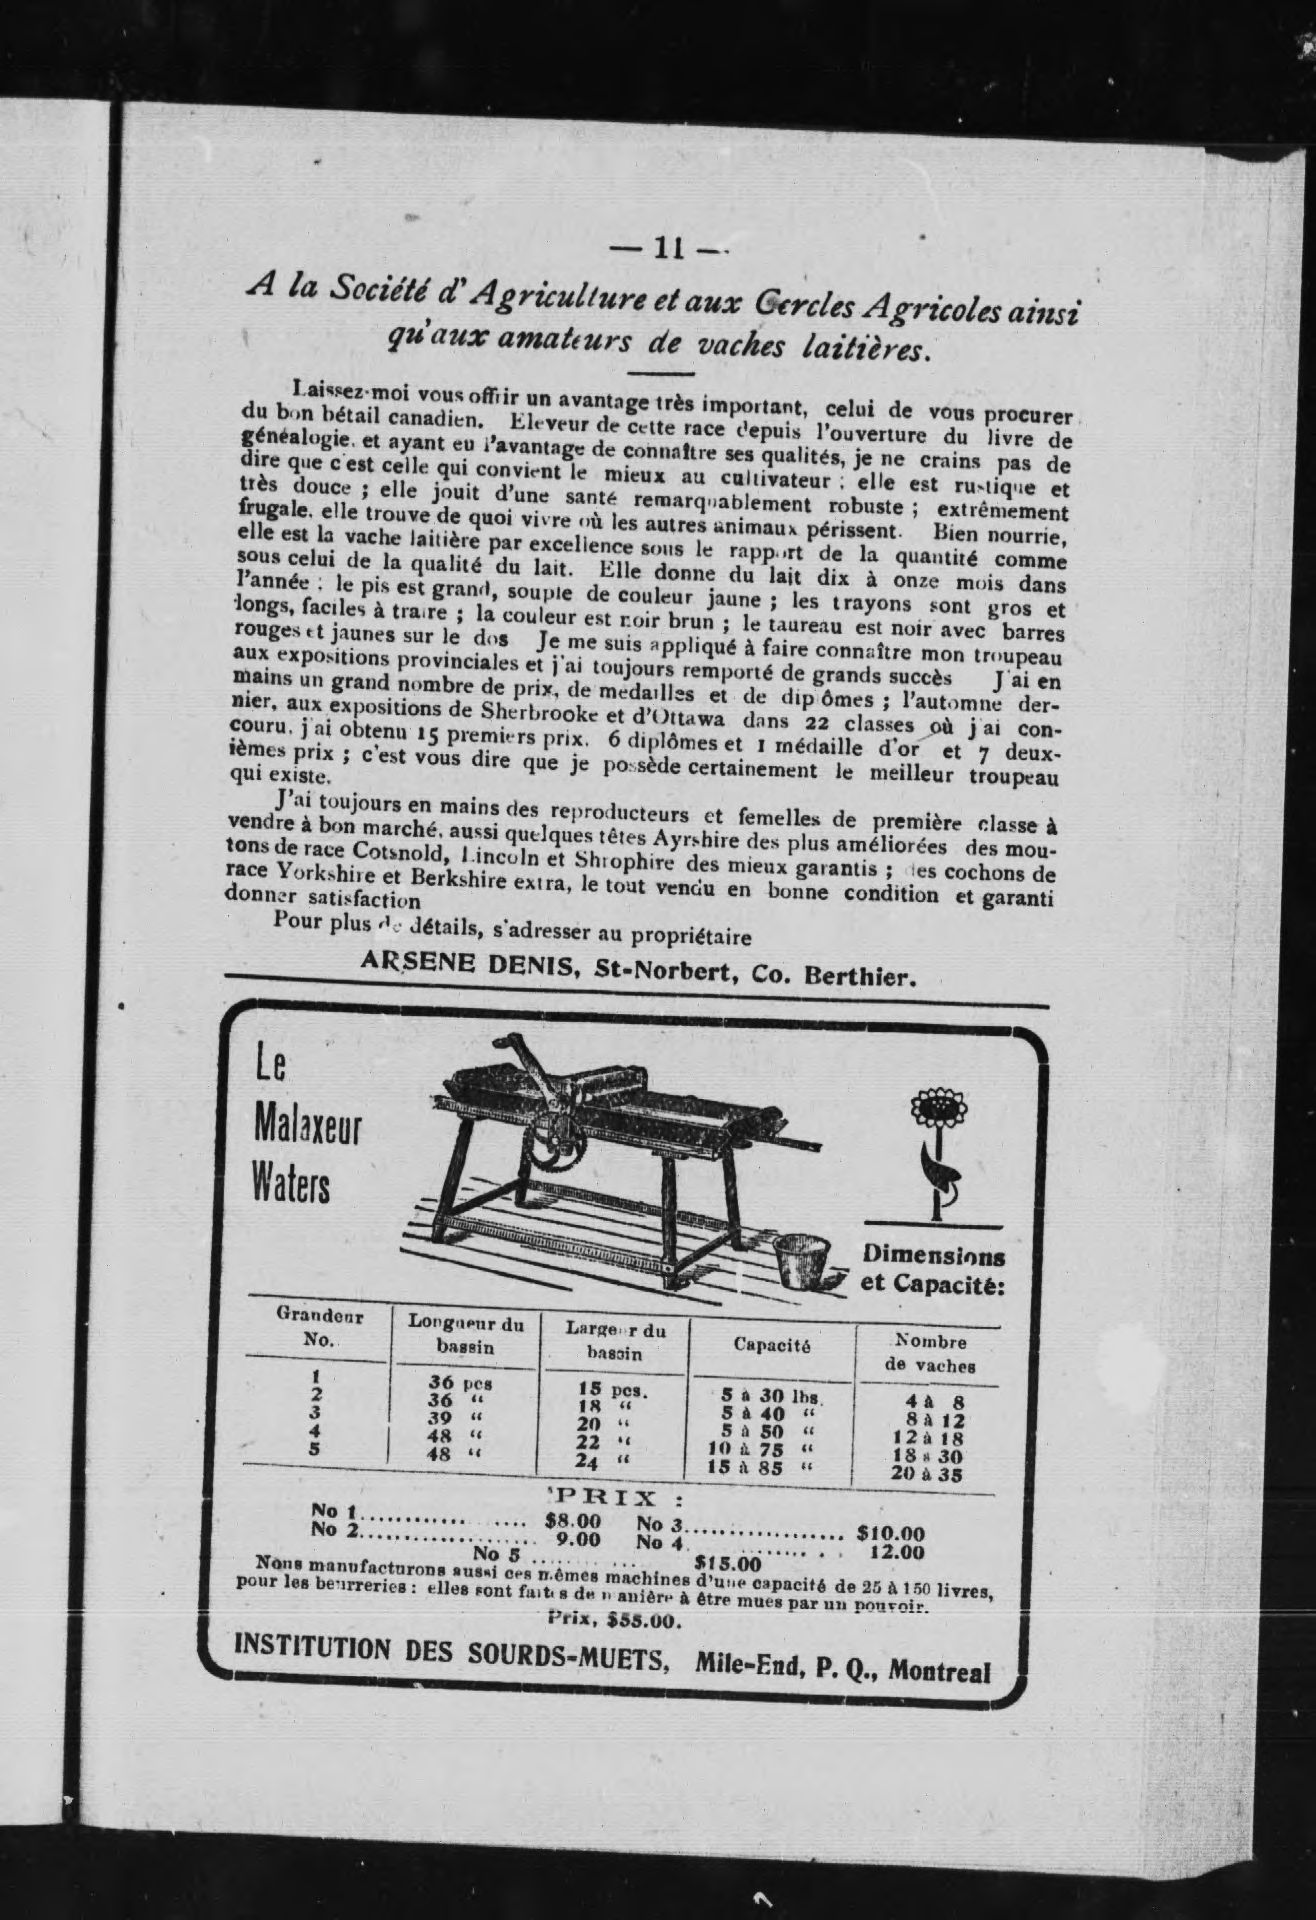 — 11 —
A la Société d'Agriculture et aux Cercles Agricoles ainsi
qu'aux amateurs de vaches laitières.
Laissez-moi vous offrir un avantage très important, celui de vous procurer
du bon bétail canadien. Eleveur de cette race depuis l'ouverture du livre de
généalogie, et ayant eu l'avantage de connaître ses qualités, je ne crains pas de
dire que c'est celle qui convient le mieux au cultivateur ; elle est rustique et
très douce ; elle jouit d'une santé remarquablement robuste ; extrêmement
frugale, elle trouve de quoi vivre où les autres animaux périssent. Bien nourrie,
elle est la vache laitière par excellence sous le rapport de la quantité comme
sous celui de la qualité du lait. Elle donne du lait dix à onze mois dans
l'année ; le pis est grand, souple de couleur jaune ; les trayons sont gros et
longs, faciles à traire ; la couleur est noir brun ; le taureau est noir avec barres
rouges et jaunes sur le dos Je me suis appliqué à faire connaître mon troupeau
aux expositions provinciales et j'ai toujours remporté de grands succès J'ai en
mains un grand nombre de prix, de médailles et de diplômes ; l'automne der-
nier, aux expositions de Sherbrooke et d'Ottawa dans 22 classes où j'ai con-
couru, j'ai obtenu 15 premiers prix, 6 diplômes et 1 médaille d'or et 7 deux-
ièmes prix ; c'est vous dire que je possède certainement le meilleur troupeau
qui existe.
J'ai toujours en mains des reproducteurs et femelles de première classe à
vendre à bon marché, aussi quelques têtes Ayrshire des plus améliorées des mou-
tons de race Cotsnold, Lincoln et Shrophire des mieux garantis ; des cochons de
race Yorkshire et Berkshire extra, le tout vendu en bonne condition et garanti
donner satisfaction
Pour plus de détails, s'adresser au propriétaire
ARSENE DENIS, St-Norbert, Co. Berthier.
Le
Malaxeur
Waters
Dimensions
et Capacité:
Grandeur No. Longueur du bassin Largeur du bassin Capacité Nombre de vaches
1 36 pcs 15 pcs. 5 à 30 lbs. 4 à 8
2 36 “ 18 “ 5 à 40 “ 8 à 12
3 39 “ 20 “ 5 à 50 “ 12 à 18
4 48 “ 22 “ 10 à 75 “ 18 à 30
5 48 “ 24 “ 15 à 85 “ 20 à 35
PRIX :
No 1.................. $8.00 No 3.................. $10.00
No 2.................. 9.00 No 4.................. 12.00
No 5 .................. $15.00
Nous manufacturons aussi ces mêmes machines d'une capacité de 25 à 150 livres,
pour les beurreries : elles sont faites de manière à être mues par un pouvoir.
Prix, $55.00.
INSTITUTION DES SOURDS-MUETS, Mile-End, P. Q., Montreal